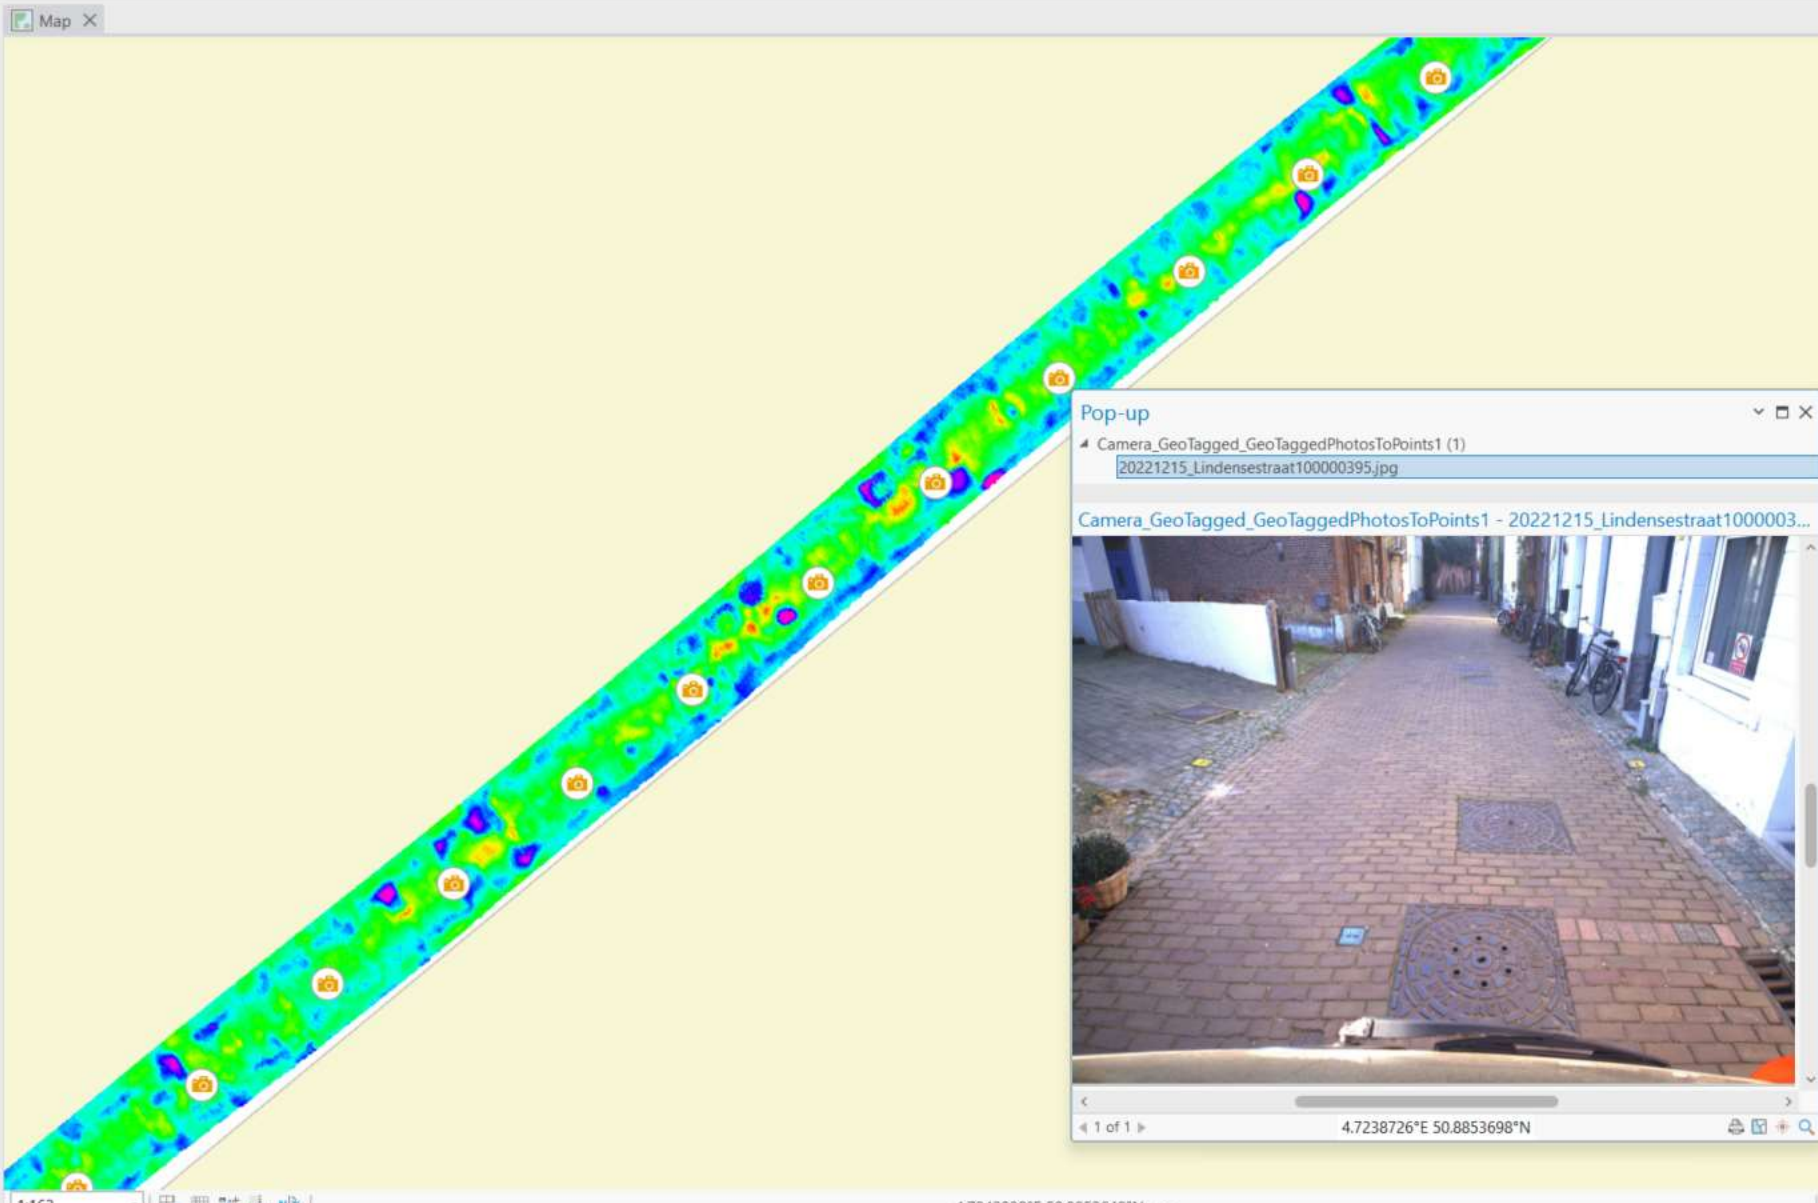 Map
Pop-up
Camera_GeoTagged_GeoTaggedPhotosToPoints1 (1)
20221215_Lindensestraat100000395.jpg
Camera_GeoTagged_GeoTaggedPhotosToPoints1 - 20221215_Lindensestraat1000003...
1 of 1
4.7238726°E 50.8853698°N